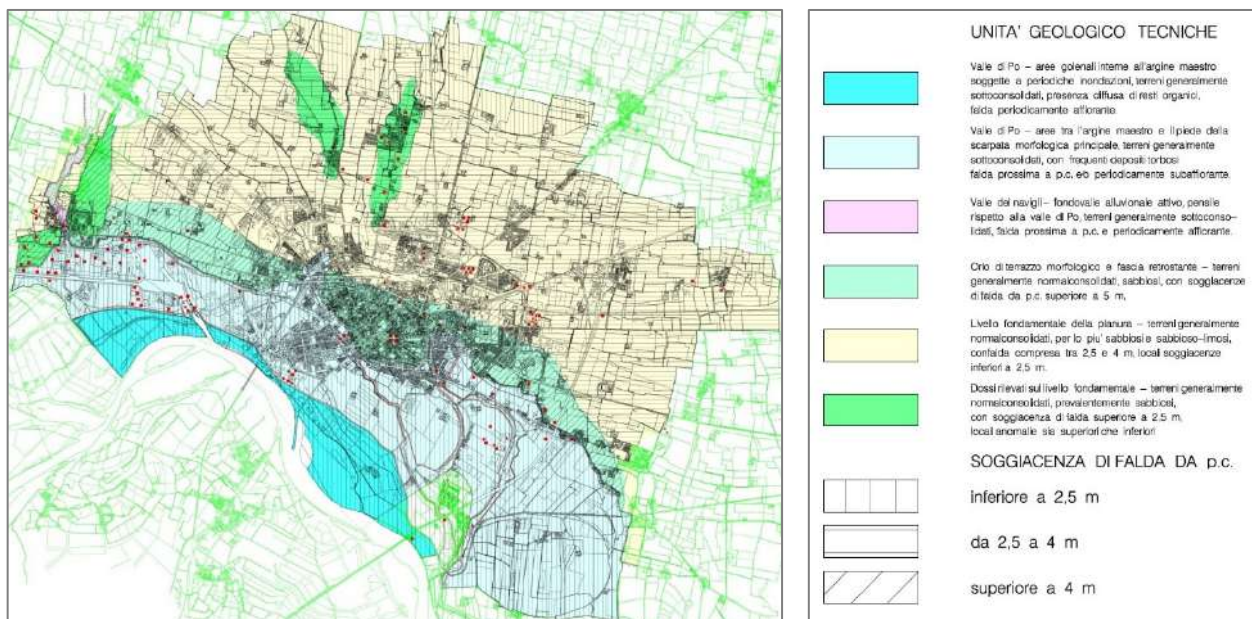 UNITA' GEOLOGICO TECNICHE
Valle di Po – aree golenali interne all'argine maestro
soggette a periodiche inondazioni, terreni generalmente
sottoconsolidati, presenza diffusa di resti organici,
falda periodicamente affiorante.
Valle di Po – aree tra l'argine maestro e il piede della
scarpata morfologica principale, terreni generalmente
sottoconsolidati, con frequenti depositi torbosi
falda prossima a p.c. e/o periodicamente subaffiorante.
Valle dei navigli – fondovalle alluvionale attivo, pensile
rispetto alla valle di Po, terreni generalmente sottoconso–
lidati, falda prossima a p.c. e periodicamente affiorante.
Orlo di terrazzo morfologico e fascia retrostante – terreni
generalmente normalconsolidati, sabbiosi, con soggiacenze
di falda da p.c. superiore a 5 m.
Livello fondamentale della pianura – terreni generalmente
normalconsolidati, per lo piu' sabbiosi e sabbioso–limosi,
con falda compresa tra 2,5 e 4 m, locali soggiacenze
inferiori a 2,5 m.
Dossi rilevati sul livello fondamentale – terreni generalmente
normalconsolidati, prevalentemente sabbiosi,
con soggiacenza di falda superiore a 2,5 m,
locali anomalie sia superiori che inferiori
SOGGIACENZA DI FALDA DA p.c.
inferiore a 2,5 m
da 2,5 a 4 m
superiore a 4 m